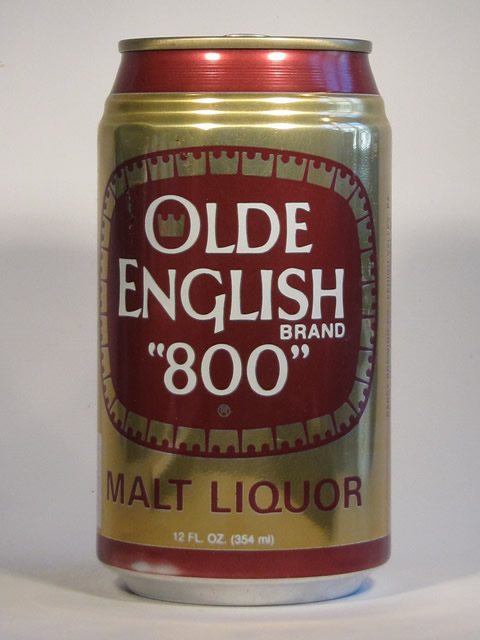 OLDE
ENGLISH
BRAND
"800"
®
MALT LIQUOR
12 FL. OZ. (354 ml)